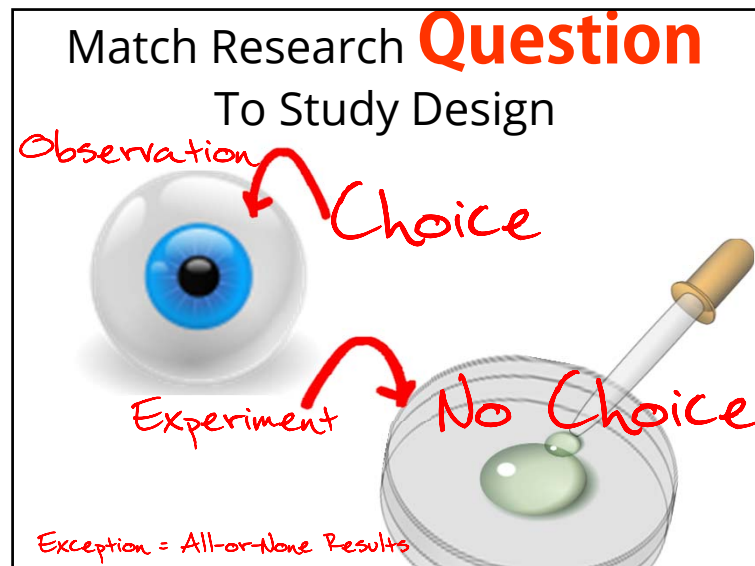 Match Research Question
To Study Design
Observation
Choice
Experiment
No Choice
Exception = All-or-None Results